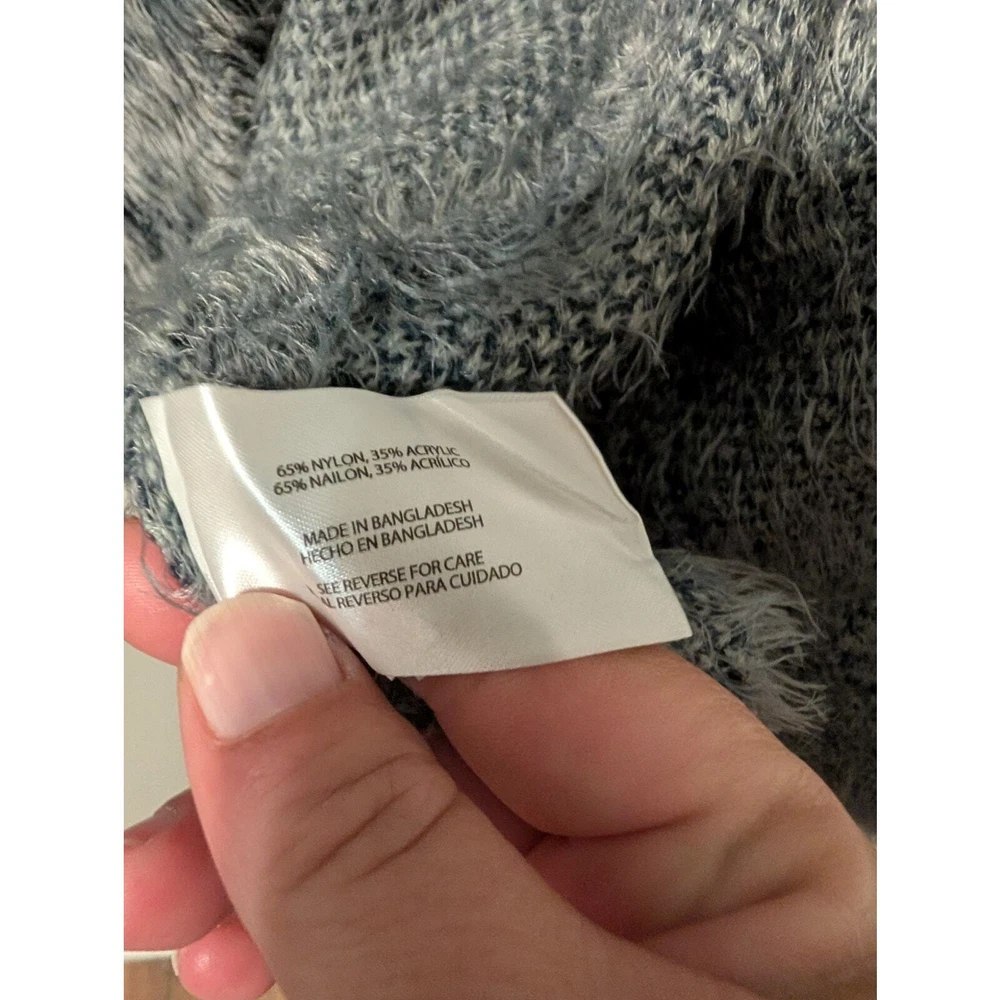 65% NYLON, 35% ACRYLIC
65% NAILON, 35% ACRÍLICO
MADE IN BANGLADESH
HECHO EN BANGLADESH
SEE REVERSE FOR CARE
AL REVERSO PARA CUIDADO